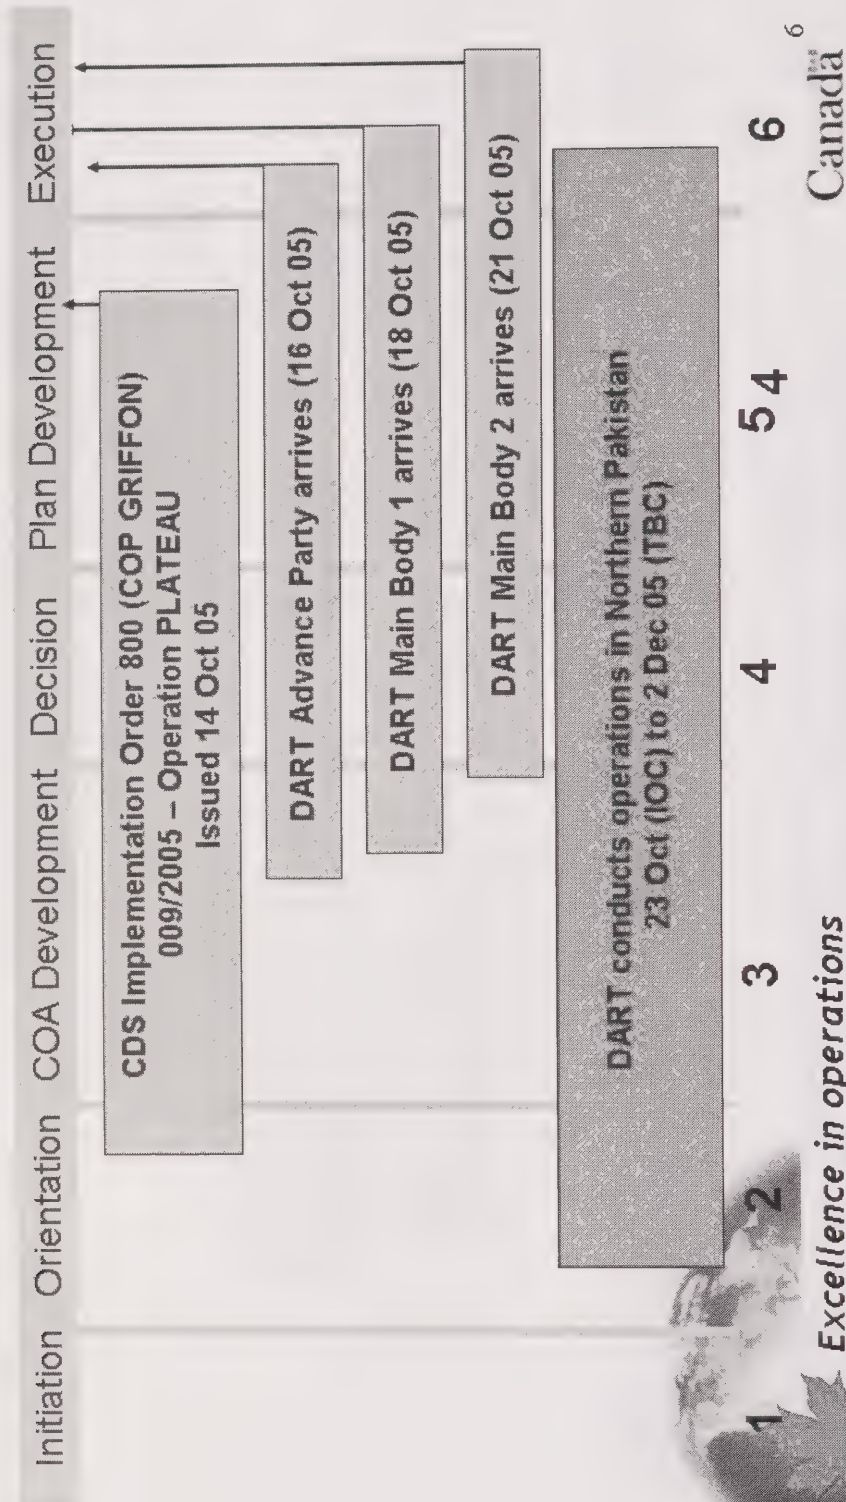 Initiation Orientation COA Development Decision Plan Development Execution
CDS Implementation Order 800 (COP GRIFFON)
009/2005 – Operation PLATEAU
Issued 14 Oct 05
DART Advance Party arrives (16 Oct 05)
DART Main Body 1 arrives (18 Oct 05)
DART Main Body 2 arrives (21 Oct 05)
DART conducts operations in Northern Pakistan
23 Oct (IOC) to 2 Dec 05 (TBC)
1 2 3 4 5 4 6
Excellence in operations
Canada
6